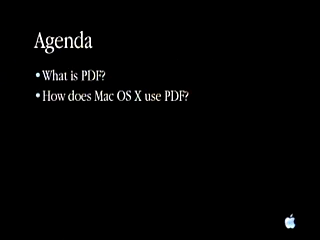 Agenda
•What is PDF?
•How does Mac OS X use PDF?